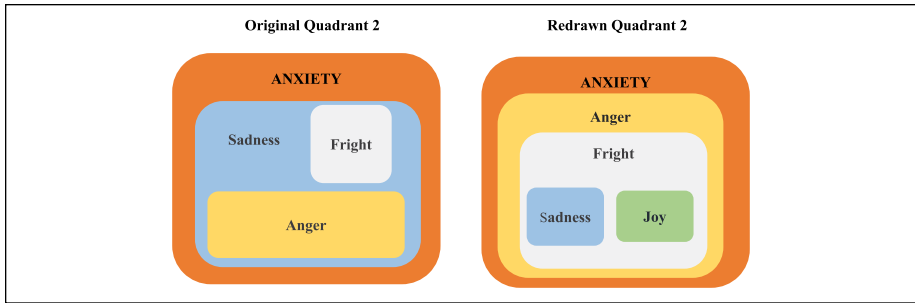 Original Quadrant 2
ANXIETY
Sadness
Fright
Anger
Redrawn Quadrant 2
ANXIETY
Anger
Fright
Sadness
Joy